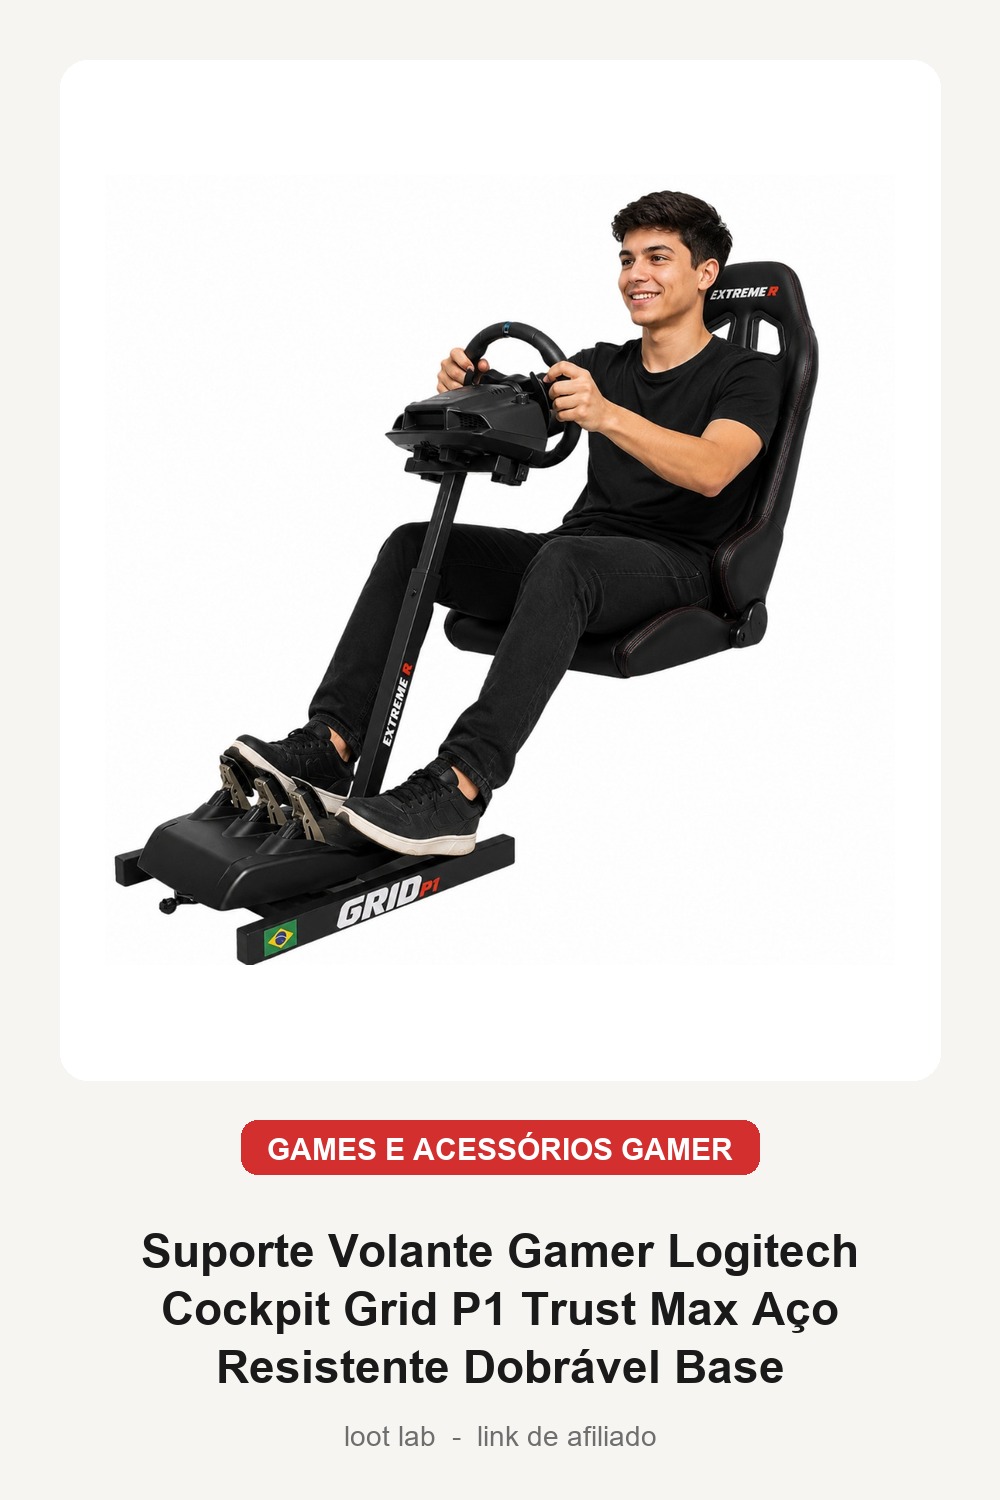 EXTREME R
EXTREME R
GRID P1
GAMES E ACESSÓRIOS GAMER
Suporte Volante Gamer Logitech
Cockpit Grid P1 Trust Max Aço
Resistente Dobrável Base
loot lab - link de afiliado